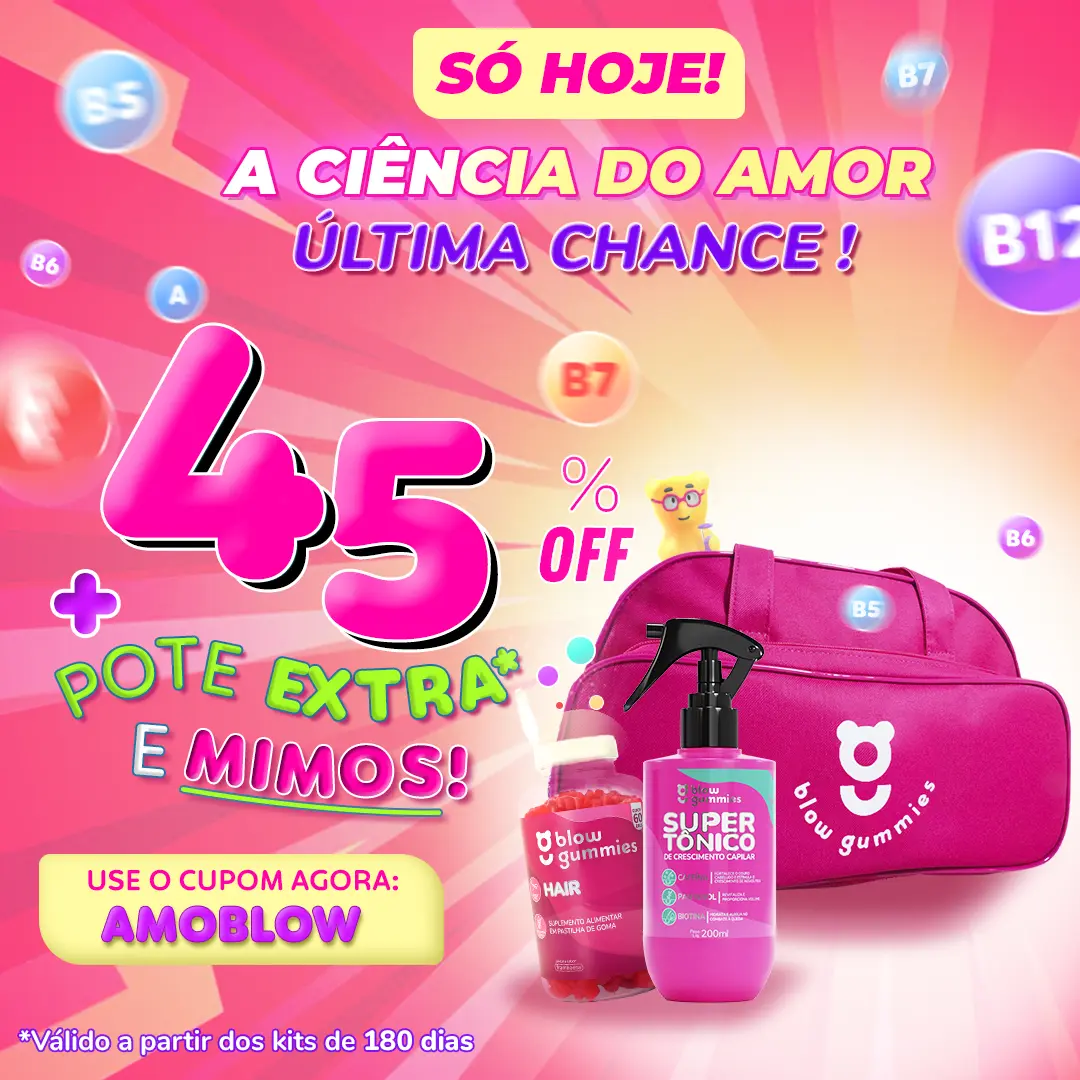 SÓ HOJE!
A CIÊNCIA DO AMOR
ÚLTIMA CHANCE !
B5
B7
B12
B6
A
B7
45
%
OFF
B6
B5
+
POTE EXTRA*
E MIMOS!
blow
gummies
HAIR
SUPLEMENTO ALIMENTAR
EM PASTILHA DE GOMA
framboesa
60
blow
gummies
SUPER
TÔNICO
DE CRESCIMENTO CAPILAR
BIOTINA
200ml
blow gummies
USE O CUPOM AGORA:
AMOBLOW
*Válido a partir dos kits de 180 dias